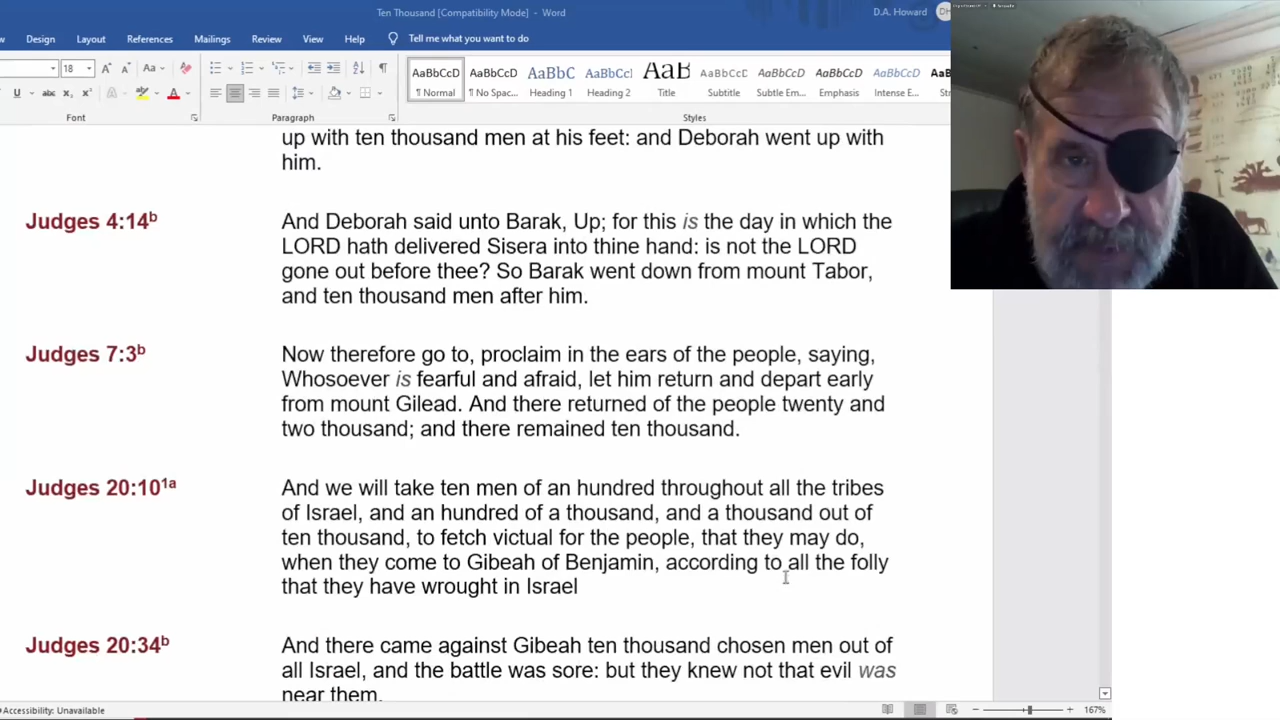 Ten Thousand [Compatibility Mode] - Word
D.A. Howard
DH
Design Layout References Mailings Review View Help Tell me what you want to do
18 Aa
U abc x₂ x² A A
AaBbCcD AaBbCcD AaBbC AaBbCcl AaB AaBbCcD AaBbCcD AaBbCcD AaBbCcD
¶ Normal ¶ No Spac... Heading 1 Heading 2 Title Subtitle Subtle Em... Emphasis Intense E...
Font Paragraph Styles
up with ten thousand men at his feet: and Deborah went up with
him.
Judges 4:14ᵇ And Deborah said unto Barak, Up; for this is the day in which the
LORD hath delivered Sisera into thine hand: is not the LORD
gone out before thee? So Barak went down from mount Tabor,
and ten thousand men after him.
Judges 7:3ᵇ Now therefore go to, proclaim in the ears of the people, saying,
Whosoever is fearful and afraid, let him return and depart early
from mount Gilead. And there returned of the people twenty and
two thousand; and there remained ten thousand.
Judges 20:10¹ᵃ And we will take ten men of an hundred throughout all the tribes
of Israel, and an hundred of a thousand, and a thousand out of
ten thousand, to fetch victual for the people, that they may do,
when they come to Gibeah of Benjamin, according to all the folly
that they have wrought in Israel
Judges 20:34ᵇ And there came against Gibeah ten thousand chosen men out of
all Israel, and the battle was sore: but they knew not that evil was
near them.
Accessibility: Unavailable
167%